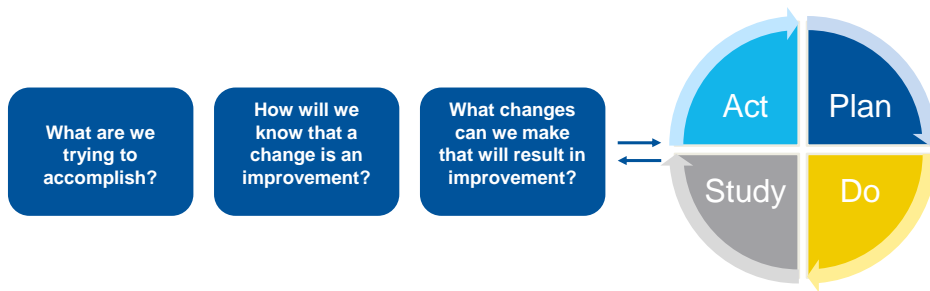 What are we
trying to
accomplish?
How will we
know that a
change is an
improvement?
What changes
can we make
that will result in
improvement?
Act
Plan
Study
Do